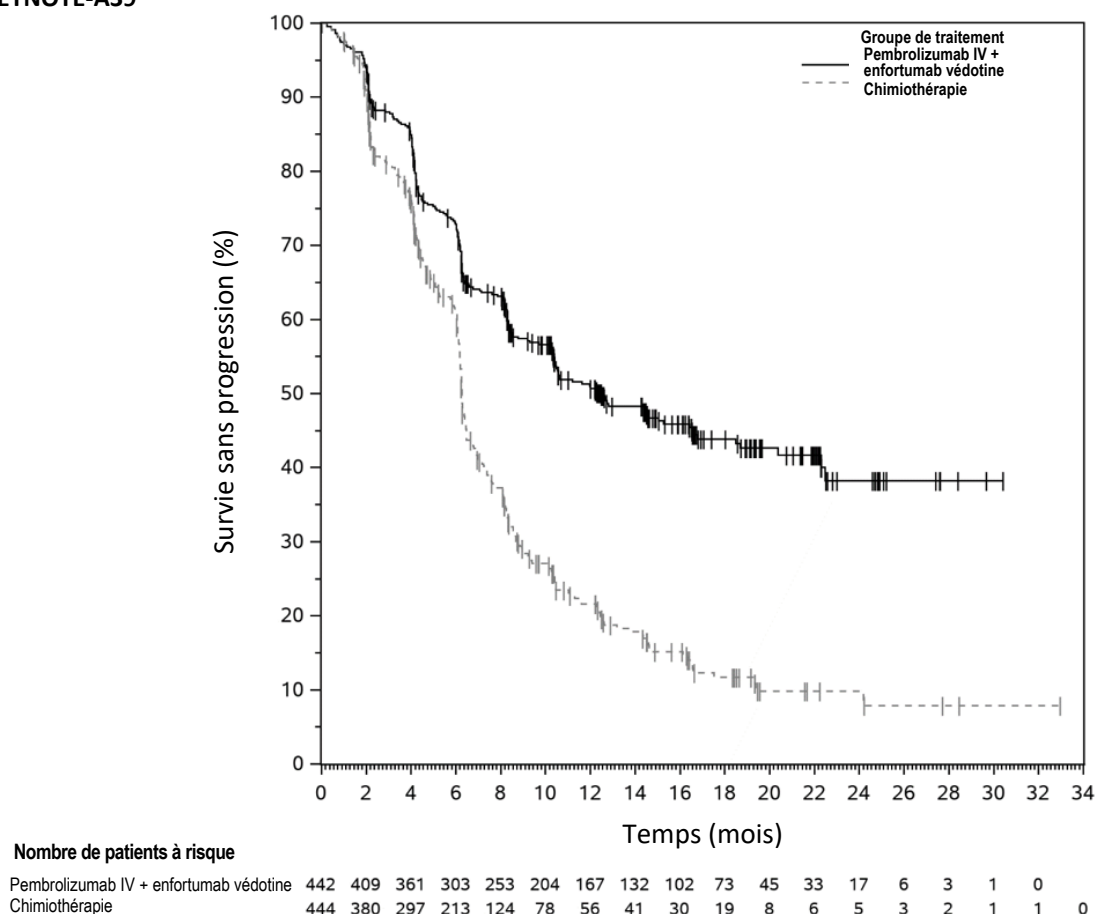 Groupe de traitement
Pembrolizumab IV +
enfortumab védotine
Chimiothérapie
Survie sans progression (%)
100
90
80
70
60
50
40
30
20
10
0
0 2 4 6 8 10 12 14 16 18 20 22 24 26 28 30 32 34
Temps (mois)
Nombre de patients à risque
Pembrolizumab IV + enfortumab védotine 442 409 361 303 253 204 167 132 102 73 45 33 17 6 3 1 0
Chimiothérapie 444 380 297 213 124 78 56 41 30 19 8 6 5 3 2 1 1 0